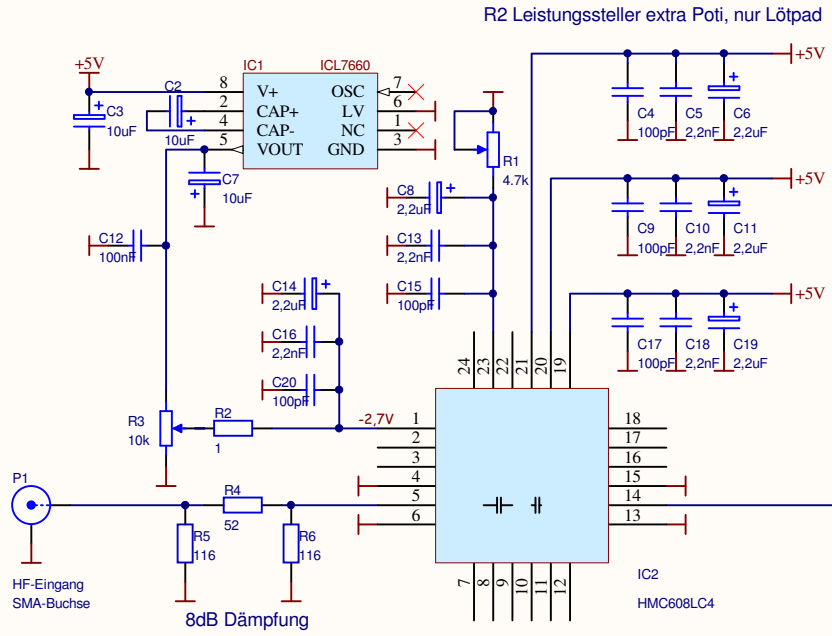 R2 Leistungssteller extra Poti, nur Lötpad
+5V
IC1
ICL7660
8
V+
OSC
7
2
CAP+
LV
6
4
CAP-
NC
1
5
VOUT
GND
3
C2
10uF
C3
10uF
C7
10uF
C12
100nF
R1
4.7k
C8
2,2uF
C13
2,2nF
C15
100pF
C14
2,2uF
C16
2,2nF
C20
100pF
C4
100pF
C5
2,2nF
C6
2,2uF
+5V
C9
100pF
C10
2,2nF
C11
2,2uF
+5V
C17
100pF
C18
2,2nF
C19
2,2uF
+5V
24
23
22
21
20
19
R3
10k
R2
1
-2,7V
1
2
3
4
5
6
18
17
16
15
14
13
7
8
9
10
11
12
P1
R4
52
R5
116
R6
116
HF-Eingang
SMA-Buchse
8dB Dämpfung
IC2
HMC608LC4